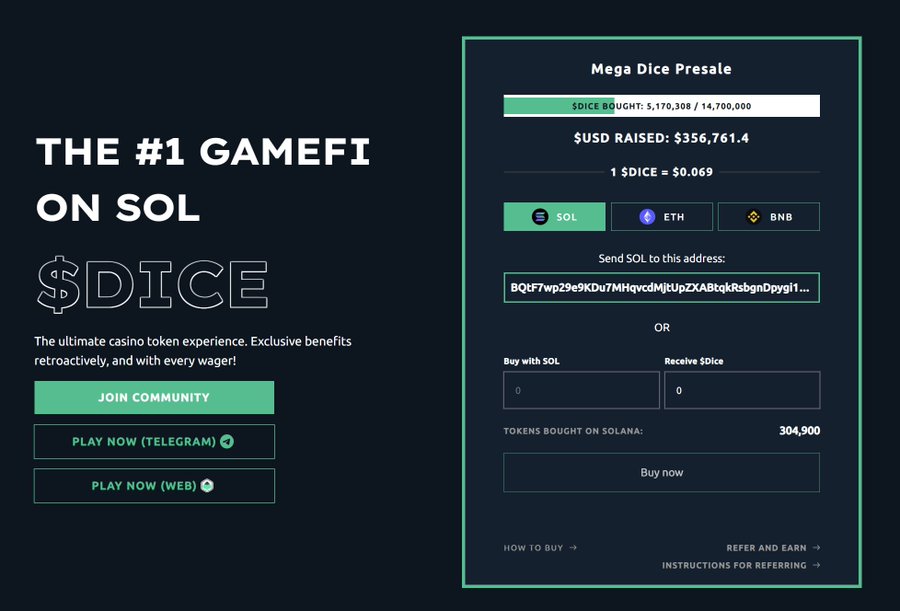 THE #1 GAMEFI
ON SOL
$DICE
The ultimate casino token experience. Exclusive benefits
retroactively, and with every wager!
JOIN COMMUNITY
PLAY NOW (TELEGRAM)
PLAY NOW (WEB)
Mega Dice Presale
$DICE BOUGHT: 5,170,308 / 14,700,000
$USD RAISED: $356,761.4
1 $DICE = $0.069
SOL ETH BNB
Send SOL to this address:
BQtF7wp29e9KDu7MHqvcdMjtUpZXABtqkRsbgnDpygi1...
OR
Buy with SOL Receive $Dice
0 0
TOKENS BOUGHT ON SOLANA: 304,900
Buy now
HOW TO BUY → REFER AND EARN →
INSTRUCTIONS FOR REFERRING →